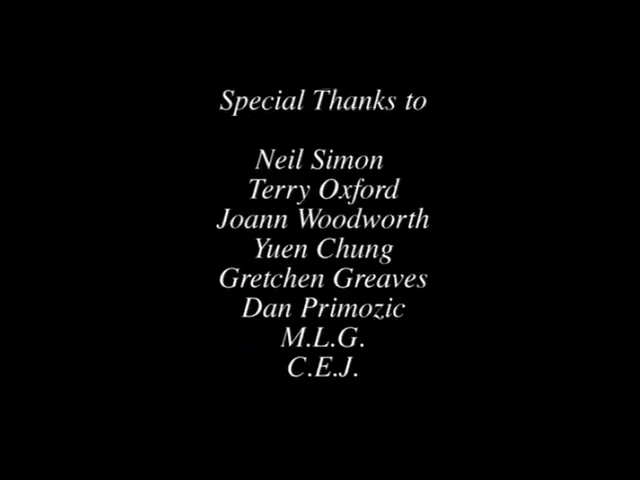 Special Thanks to
Neil Simon
Terry Oxford
Joann Woodworth
Yuen Chung
Gretchen Greaves
Dan Primozic
M.L.G.
C.E.J.